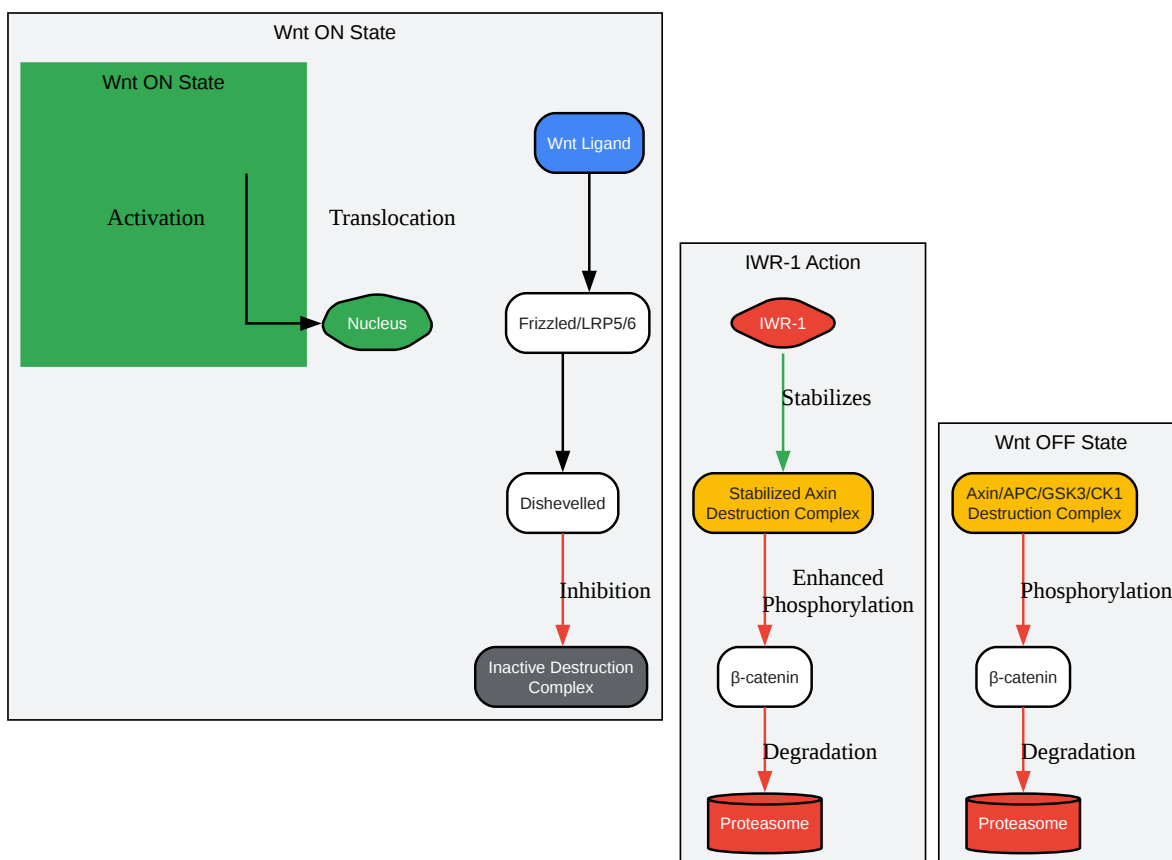 Wnt ON State
Wnt ON State
Wnt Ligand
Activation
Translocation
Nucleus
Frizzled/LRP5/6
Dishevelled
Inhibition
Inactive Destruction
Complex
IWR-1 Action
IWR-1
Stabilizes
Stabilized Axin
Destruction Complex
Enhanced
Phosphorylation
β-catenin
Degradation
Proteasome
Wnt OFF State
Axin/APC/GSK3/CK1
Destruction Complex
Phosphorylation
β-catenin
Degradation
Proteasome